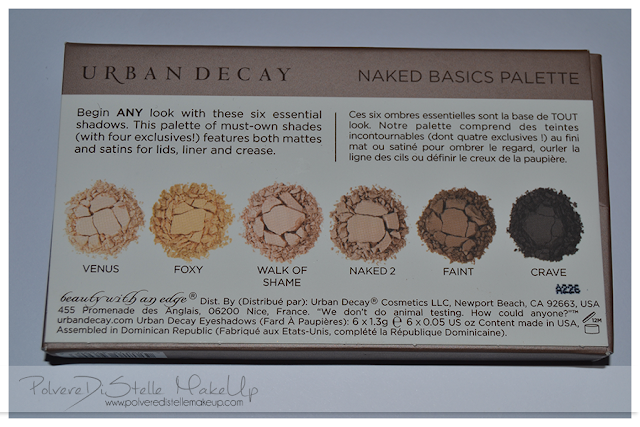 URBAN DECAY
NAKED BASICS PALETTE
Begin ANY look with these six essential
shadows. This palette of must-own shades
(with four exclusives!) features both mattes
and satins for lids, liner and crease.
Ces six ombres essentielles sont la base de TOUT
look. Notre palette comprend des teintes
incontournables (dont quatre exclusives !) au fini
mat ou satiné pour ombrer le regard, ourler la
ligne des cils ou définir le creux de la paupière.
VENUS
FOXY
WALK OF
SHAME
NAKED 2
FAINT
CRAVE
A226
beauty with an edge® Dist. By (Distribué par): Urban Decay® Cosmetics LLC, Newport Beach, CA 92663, USA
455 Promenade des Anglais, 06200 Nice, France. "We don't do animal testing. How could anyone?"™
urbandecay.com Urban Decay Eyeshadows (Fard À Paupières): 6 x 1.3g ℮ 6 x 0.05 US oz Content made in USA,
Assembled in Dominican Republic (Fabriqué aux Etats-Unis, complété la République Dominicaine).
12M
PolvereDiStelle MakeUp
www.polveredistellemakeup.com